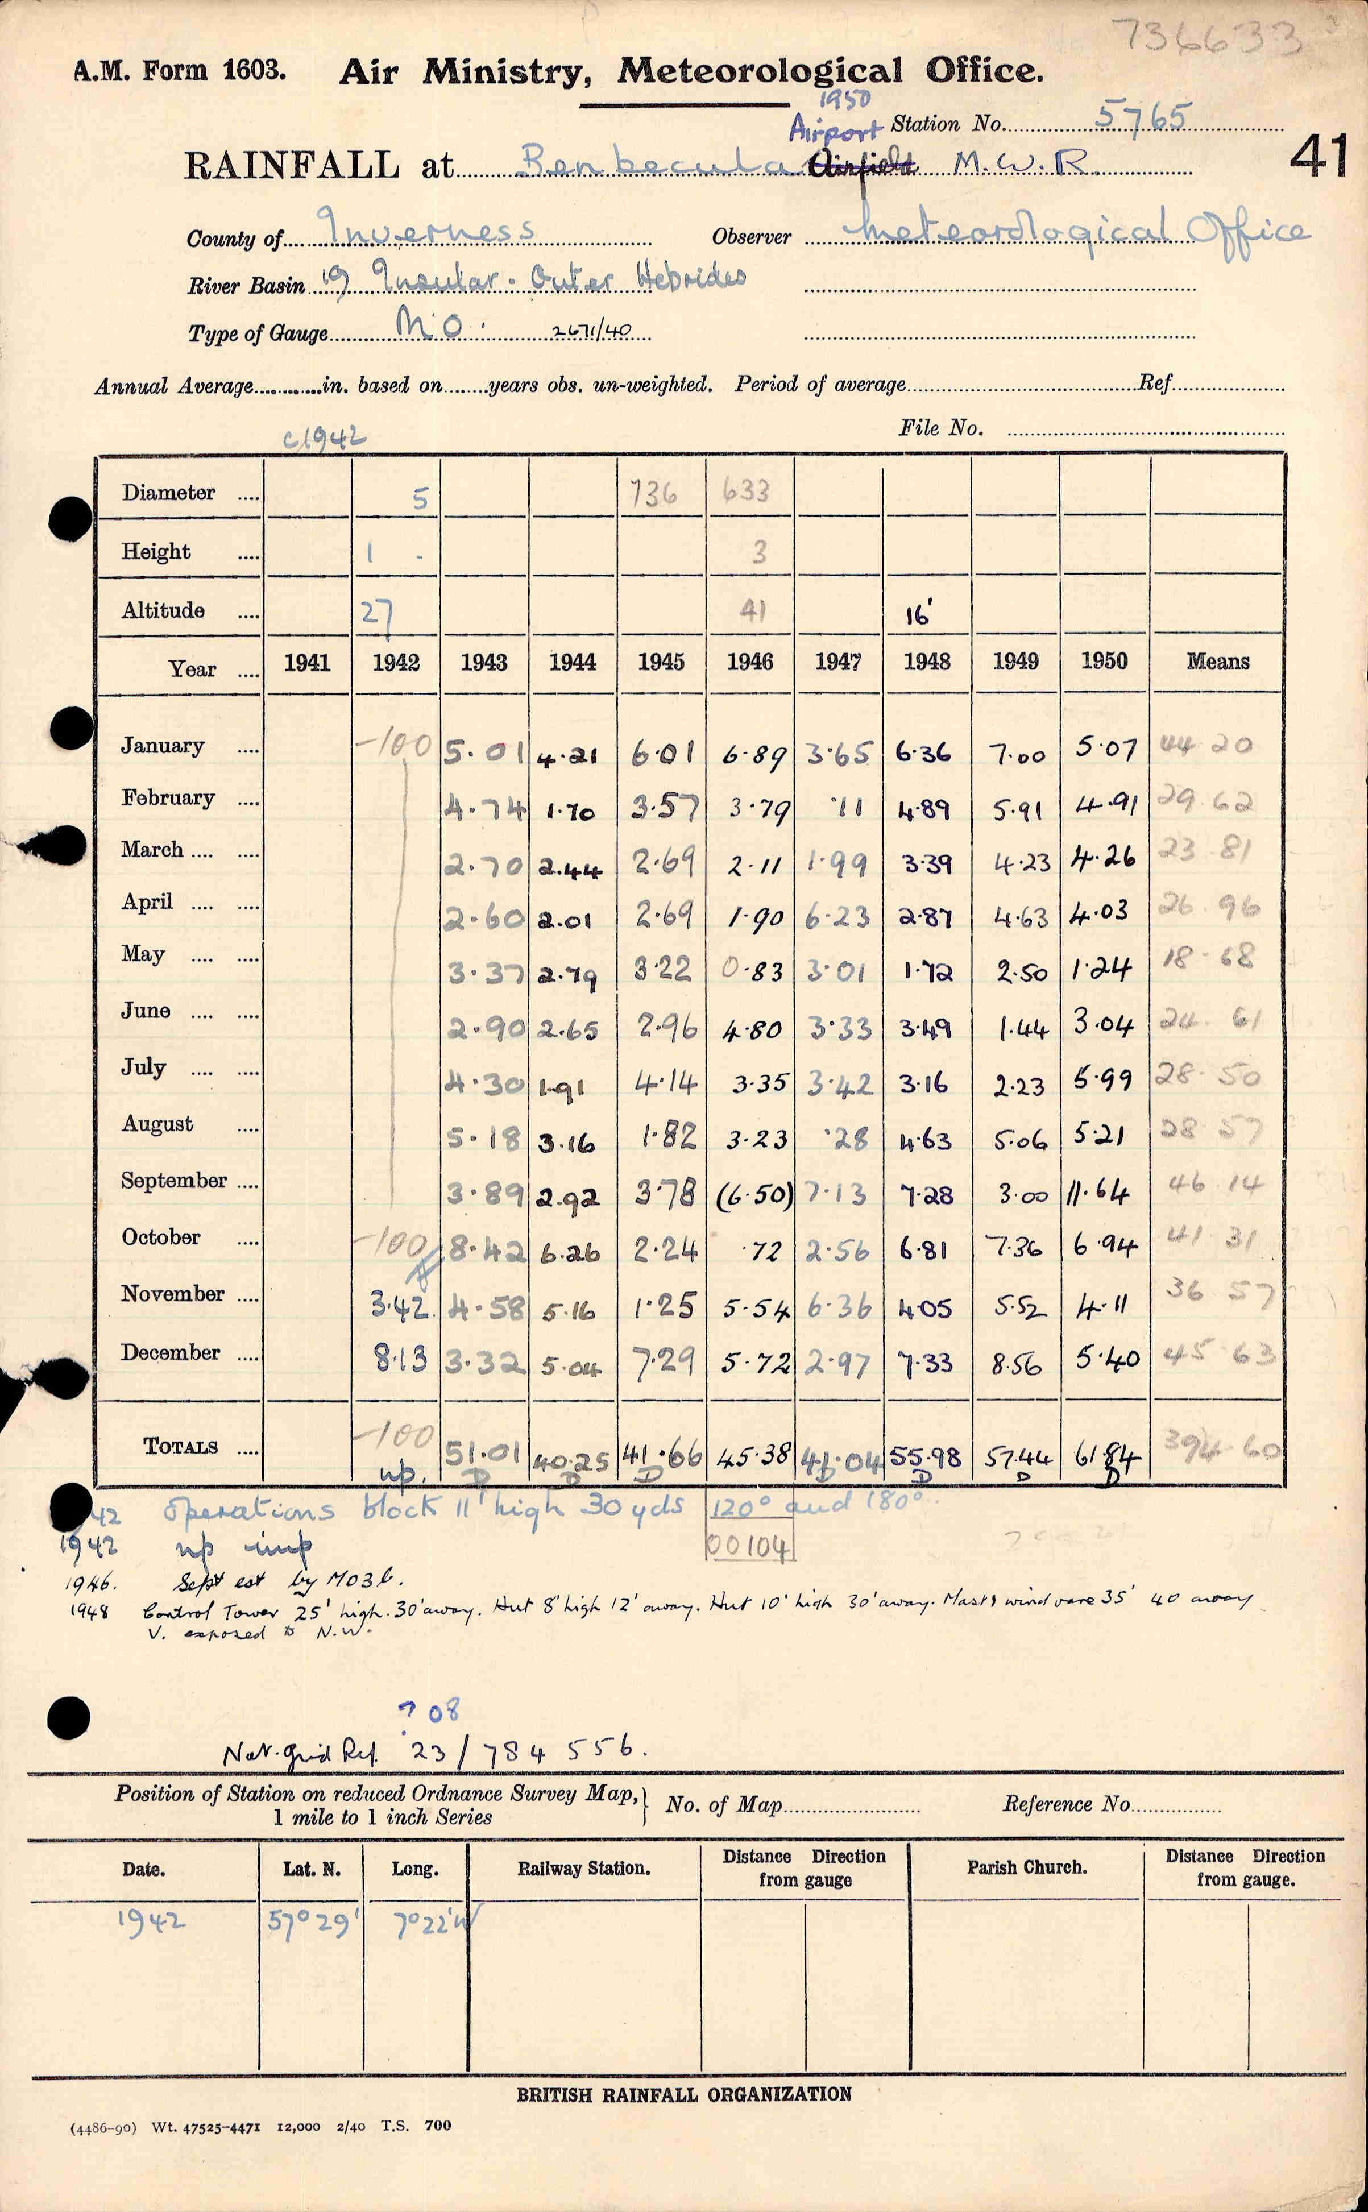 736633
A.M. Form 1603. Air Ministry, Meteorological Office.
1950
Airport Station No. 5765
RAINFALL at Benbecula Airfield M.W.R. 41
County of Inverness Observer Meteorological Office
River Basin 19 Insular. Outer Hebrides
Type of Gauge M.O. 2671/40
Annual Average in. based on years obs. un-weighted. Period of average Ref.
File No.
c1942
Diameter .... 5 736 633
Height .... 1 - 3
Altitude .... 27 41 16'
Year .... 1941 1942 1943 1944 1945 1946 1947 1948 1949 1950 Means
January .... -100 5.01 4.21 6.01 6.89 3.65 6.36 7.00 5.07 44 20
February .... 4.74 1.70 3.57 3.79 .11 4.89 5.91 4.91 29.62
March .... .... 2.70 2.44 2.69 2.11 1.99 3.39 4.23 4.26 23 81
April .... .... 2.60 2.01 2.69 1.90 6.23 2.87 4.63 4.03 26 96
May .... .... 3.37 2.79 3.22 0.83 3.01 1.72 2.50 1.24 18.68
June .... .... 2.90 2.65 2.96 4.80 3.33 3.49 1.44 3.04 24.61
July .... .... 4.30 1.91 4.14 3.35 3.42 3.16 2.23 5.99 28.50
August .... 5.18 3.16 1.82 3.23 .28 4.63 5.06 5.21 28 57
September .... 3.89 2.92 3.78 (6.50) 7.13 7.28 3.00 11.64 46 14
October .... -100 8.42 6.26 2.24 .72 2.56 6.81 7.36 6.94 41 31
November .... 3.42 4.58 5.16 1.25 5.54 6.36 4.05 5.52 4.11 36 57
December .... 8.13 3.32 5.04 7.29 5.72 2.97 7.33 8.56 5.40 45 63
TOTALS .... -100 51.01 40.25 41.66 45.38 41.04 55.98 57.44 61.84 394.60
np. D D D D D D D
42 operations block 11' high 30 yds 120° and 180°.
1942 np imp 00104
1946. Sept est by MO3b.
1948 Control Tower 25' high. 30' away. Hut 8' high 12' away. Hut 10' high 30' away. Mast & wind vane 35' 40 away
V. exposed to N.W.
? 08
Nat. Grid Ref. 23/784 556.
Position of Station on reduced Ordnance Survey Map, No. of Map Reference No.
1 mile to 1 inch Series
Date. Lat. N. Long. Railway Station. Distance Direction from gauge Parish Church. Distance Direction from gauge.
1942 57°29' 7°22'W
BRITISH RAINFALL ORGANIZATION
(4486-90) Wt. 47525-4471 12,000 2/40 T.S. 700